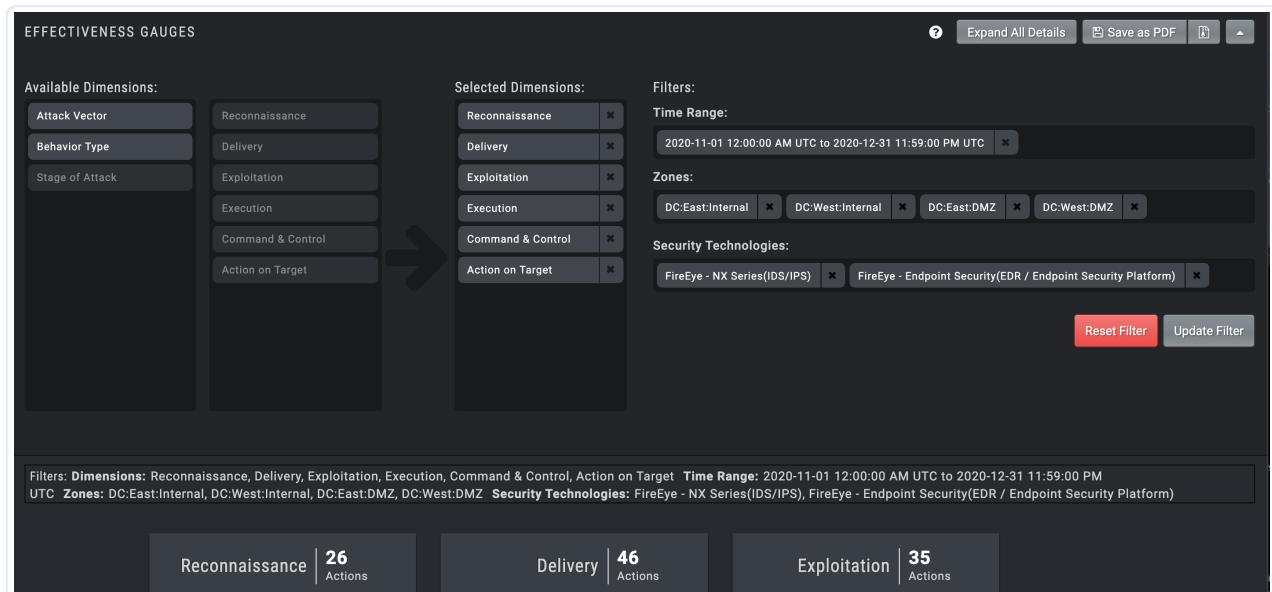 EFFECTIVENESS GAUGES
? Expand All Details Save as PDF
Available Dimensions:
Attack Vector
Behavior Type
Stage of Attack
Reconnaissance
Delivery
Exploitation
Execution
Command & Control
Action on Target
Selected Dimensions:
Reconnaissance
Delivery
Exploitation
Execution
Command & Control
Action on Target
Filters:
Time Range:
2020-11-01 12:00:00 AM UTC to 2020-12-31 11:59:00 PM UTC
Zones:
DC:East:Internal DC:West:Internal DC:East:DMZ DC:West:DMZ
Security Technologies:
FireEye - NX Series(IDS/IPS) FireEye - Endpoint Security(EDR / Endpoint Security Platform)
Reset Filter Update Filter
Filters: Dimensions: Reconnaissance, Delivery, Exploitation, Execution, Command & Control, Action on Target Time Range: 2020-11-01 12:00:00 AM UTC to 2020-12-31 11:59:00 PM
UTC Zones: DC:East:Internal, DC:West:Internal, DC:East:DMZ, DC:West:DMZ Security Technologies: FireEye - NX Series(IDS/IPS), FireEye - Endpoint Security(EDR / Endpoint Security Platform)
Reconnaissance 26 Actions
Delivery 46 Actions
Exploitation 35 Actions